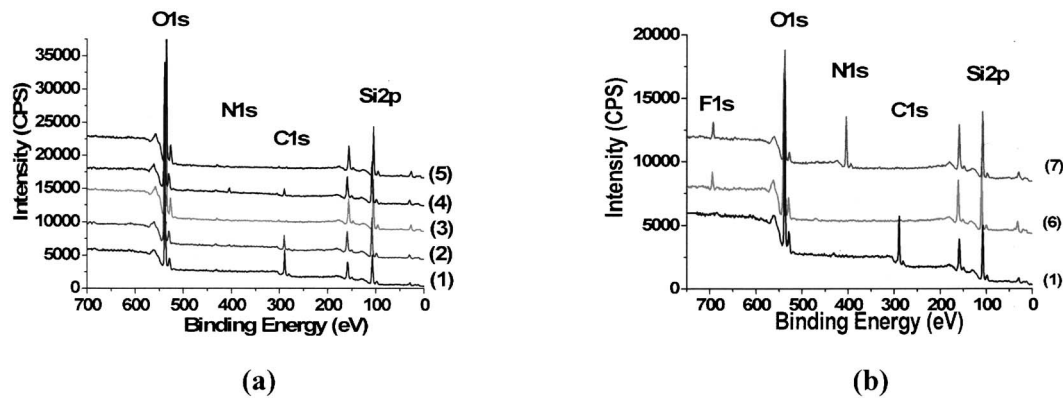 O1s
N1s
C1s
Si2p
Intensity (CPS)
35000
30000
25000
20000
15000
10000
5000
0
(5)
(4)
(3)
(2)
(1)
700 600 500 400 300 200 100 0
Binding Energy (eV)
(a)
O1s
F1s
N1s
C1s
Si2p
Intensity (CPS)
20000
15000
10000
5000
0
(7)
(6)
(1)
700 600 500 400 300 200 100 0
Binding Energy (eV)
(b)